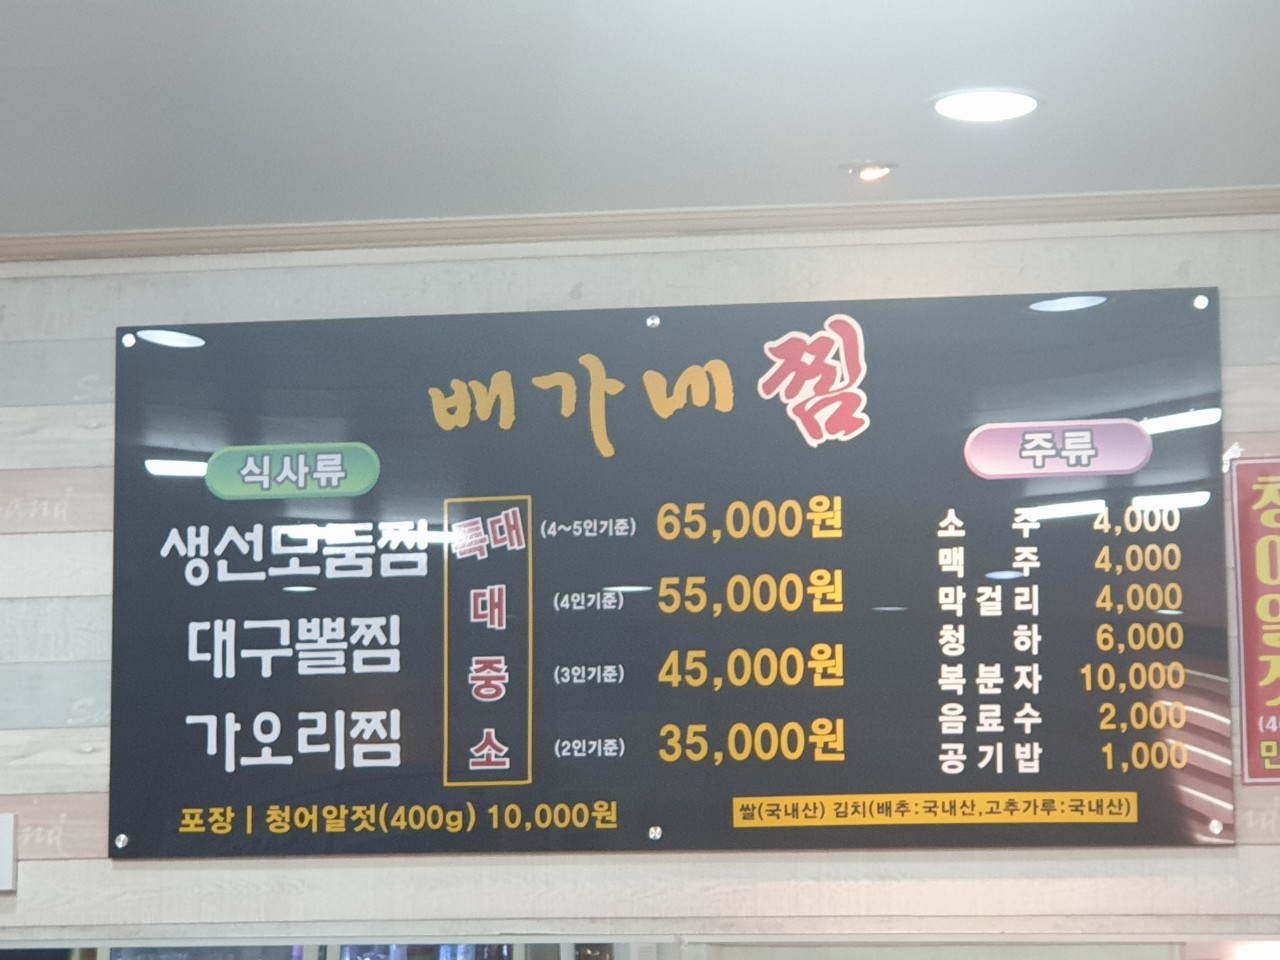 배가네찜
식사류
생선모둠찜
대구뽈찜
가오리찜
특대 (4~5인기준) 65,000원
대 (4인기준) 55,000원
중 (3인기준) 45,000원
소 (2인기준) 35,000원
포장 | 청어알젓(400g) 10,000원
주류
소주 4,000
맥주 4,000
막걸리 4,000
청하 6,000
복분자 10,000
음료수 2,000
공기밥 1,000
쌀(국내산) 김치(배추:국내산,고추가루:국내산)